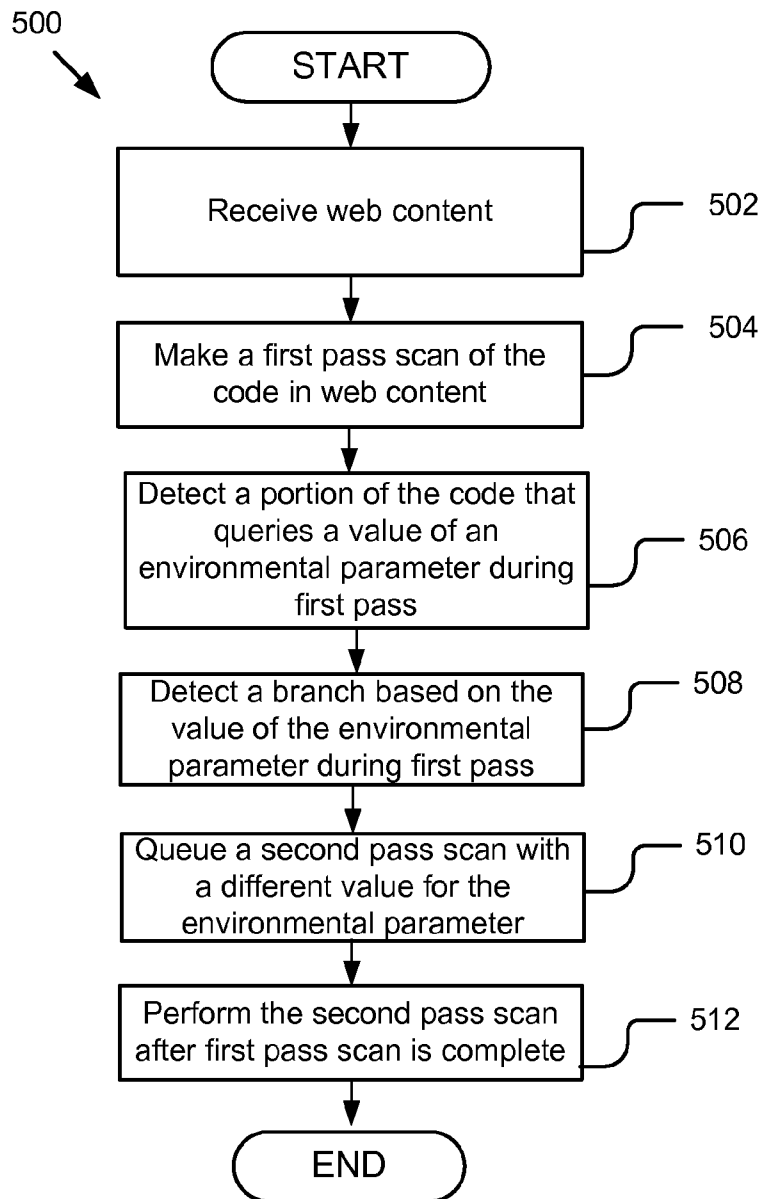 500
START
Receive web content
502
Make a first pass scan of the
code in web content
504
Detect a portion of the code that
queries a value of an
environmental parameter during
first pass
506
Detect a branch based on the
value of the environmental
parameter during first pass
508
Queue a second pass scan with
a different value for the
environmental parameter
510
Perform the second pass scan
after first pass scan is complete
512
END